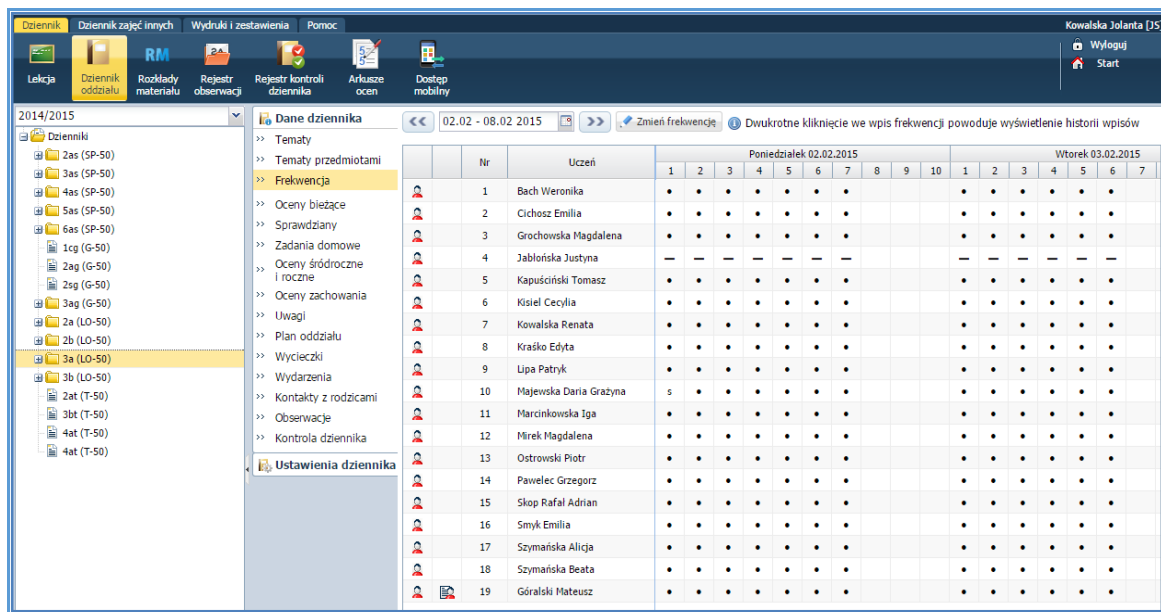 Dziennik Dziennik zajęć innych Wydruki i zestawienia Pomoc Kowalska Jolanta [JS
Lekcja Dziennik oddziału RM Rozkłady materiału Rejestr obserwacji Rejestr kontroli dziennika Arkusze ocen Dostęp mobilny
Wyloguj
Start
2014/2015
Dzienniki
2as (SP-50)
3as (SP-50)
4as (SP-50)
5as (SP-50)
6as (SP-50)
1cg (G-50)
2ag (G-50)
2sg (G-50)
3ag (G-50)
2a (LO-50)
2b (LO-50)
3a (LO-50)
3b (LO-50)
2at (T-50)
3bt (T-50)
4at (T-50)
4at (T-50)
Dane dziennika
>> Tematy
>> Tematy przedmiotami
>> Frekwencja
>> Oceny bieżące
>> Sprawdziany
>> Zadania domowe
>> Oceny śródroczne
i roczne
>> Oceny zachowania
>> Uwagi
>> Plan oddziału
>> Wycieczki
>> Wydarzenia
>> Kontakty z rodzicami
>> Obserwacje
>> Kontrola dziennika
Ustawienia dziennika
<< 02.02 - 08.02 2015 >> Zmień frekwencję Dwukrotne kliknięcie we wpis frekwencji powoduje wyświetlenie historii wpisów
Nr Uczeń Poniedziałek 02.02.2015 Wtorek 03.02.2015
1 2 3 4 5 6 7 8 9 10 1 2 3 4 5 6 7
1 Bach Weronika • • • • • • • • • • • • •
2 Cichosz Emilia • • • • • • • • • • • • •
3 Grochowska Magdalena • • • • • • • • • • • • •
4 Jabłońska Justyna — — — — — — — — — — — — —
5 Kapuściński Tomasz • • • • • • • • • • • • •
6 Kisiel Cecylia • • • • • • • • • • • • •
7 Kowalska Renata • • • • • • • • • • • • •
8 Kraśko Edyta • • • • • • • • • • • • •
9 Lipa Patryk • • • • • • • • • • • • •
10 Majewska Daria Grażyna s • • • • • • • • • • • •
11 Marcinkowska Iga • • • • • • • • • • • • •
12 Mirek Magdalena • • • • • • • • • • • • •
13 Ostrowski Piotr • • • • • • • • • • • • •
14 Pawelec Grzegorz • • • • • • • • • • • • •
15 Skop Rafał Adrian • • • • • • • • • • • • •
16 Smyk Emilia • • • • • • • • • • • • •
17 Szymańska Alicja • • • • • • • • • • • • •
18 Szymańska Beata • • • • • • • • • • • • •
19 Góralski Mateusz • • • • • • • • • • • • •